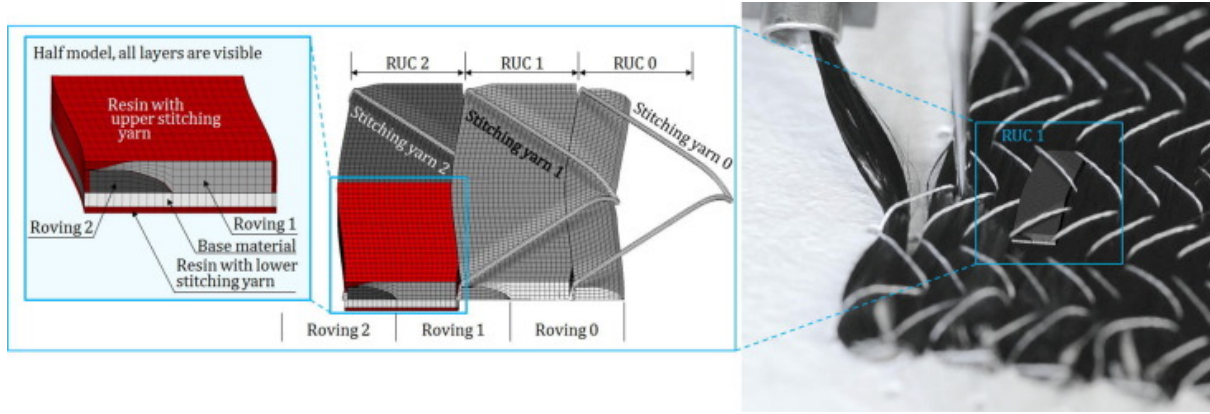 Half model, all layers are visible
Resin with
upper stitching
yarn
Roving 2
Roving 1
Base material
Resin with lower
stitching yarn
RUC 2
RUC 1
RUC 0
Stitching yarn 2
Stitching yarn 1
Stitching yarn 0
Roving 2
Roving 1
Roving 0
RUC 1